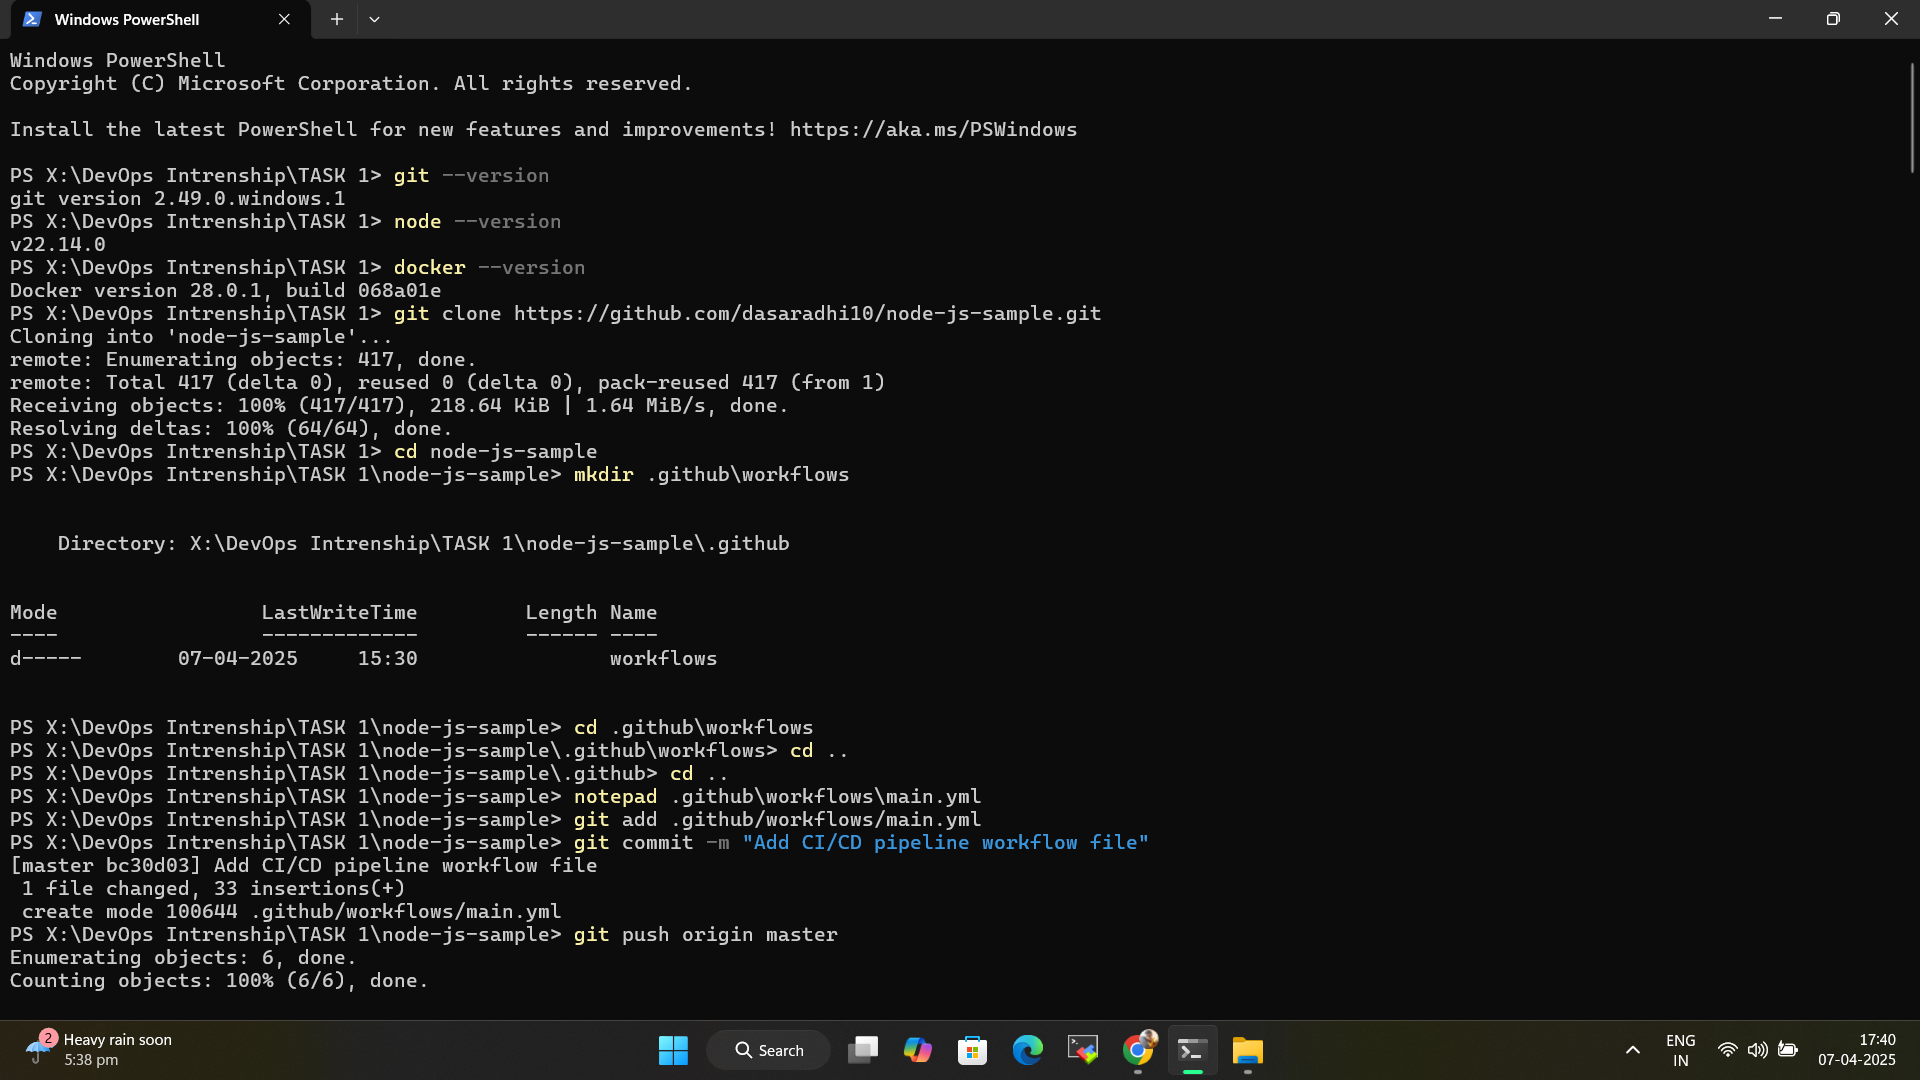 Windows PowerShell
Windows PowerShell
Copyright (C) Microsoft Corporation. All rights reserved.
Install the latest PowerShell for new features and improvements! https://aka.ms/PSWindows
PS X:\DevOps Intrenship\TASK 1> git --version
git version 2.49.0.windows.1
PS X:\DevOps Intrenship\TASK 1> node --version
v22.14.0
PS X:\DevOps Intrenship\TASK 1> docker --version
Docker version 28.0.1, build 068a01e
PS X:\DevOps Intrenship\TASK 1> git clone https://github.com/dasaradhi10/node-js-sample.git
Cloning into 'node-js-sample'...
remote: Enumerating objects: 417, done.
remote: Total 417 (delta 0), reused 0 (delta 0), pack-reused 417 (from 1)
Receiving objects: 100% (417/417), 218.64 KiB | 1.64 MiB/s, done.
Resolving deltas: 100% (64/64), done.
PS X:\DevOps Intrenship\TASK 1> cd node-js-sample
PS X:\DevOps Intrenship\TASK 1\node-js-sample> mkdir .github\workflows
    Directory: X:\DevOps Intrenship\TASK 1\node-js-sample\.github
Mode                 LastWriteTime         Length Name
----                 -------------         ------ ----
d-----        07-04-2025     15:30                workflows
PS X:\DevOps Intrenship\TASK 1\node-js-sample> cd .github\workflows
PS X:\DevOps Intrenship\TASK 1\node-js-sample\.github\workflows> cd ..
PS X:\DevOps Intrenship\TASK 1\node-js-sample\.github> cd ..
PS X:\DevOps Intrenship\TASK 1\node-js-sample> notepad .github\workflows\main.yml
PS X:\DevOps Intrenship\TASK 1\node-js-sample> git add .github/workflows/main.yml
PS X:\DevOps Intrenship\TASK 1\node-js-sample> git commit -m "Add CI/CD pipeline workflow file"
[master bc30d03] Add CI/CD pipeline workflow file
 1 file changed, 33 insertions(+)
 create mode 100644 .github/workflows/main.yml
PS X:\DevOps Intrenship\TASK 1\node-js-sample> git push origin master
Enumerating objects: 6, done.
Counting objects: 100% (6/6), done.
2
Heavy rain soon
5:38 pm
Search
ENG
IN
17:40
07-04-2025